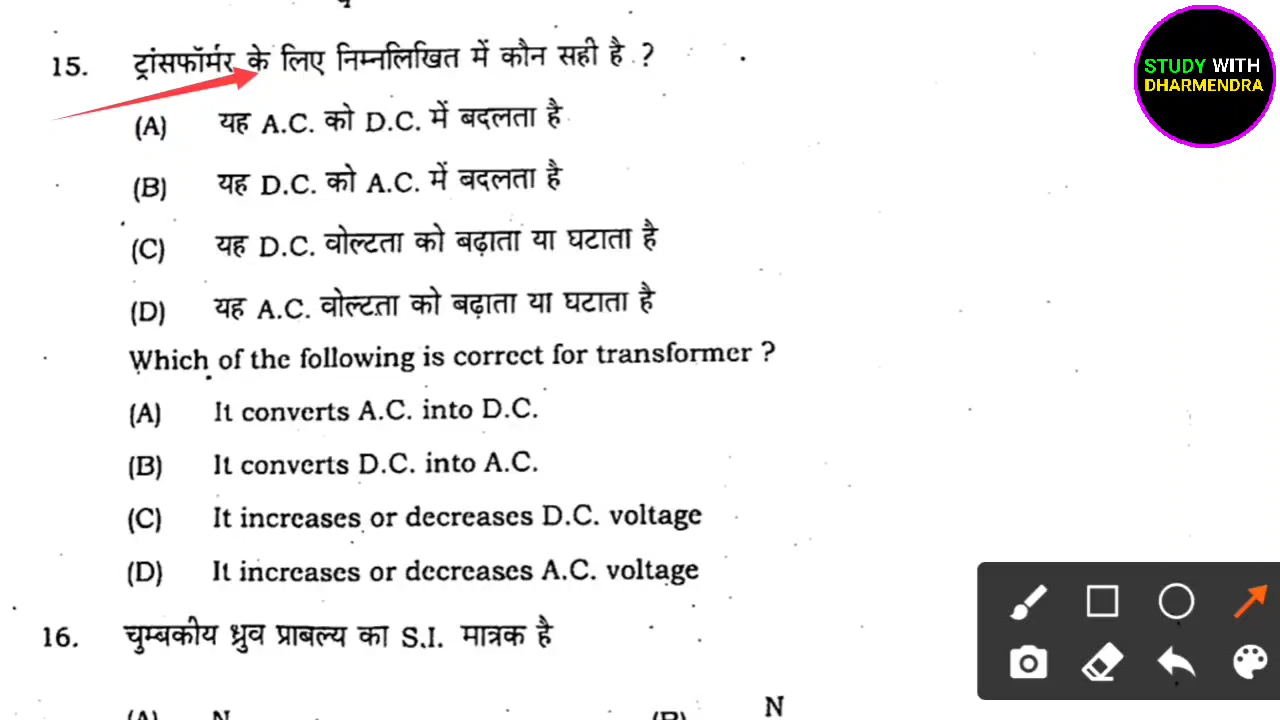 15. ट्रांसफॉर्मर के लिए निम्नलिखित में कौन सही है ?
(A) यह A.C. को D.C. में बदलता है
(B) यह D.C. को A.C. में बदलता है
(C) यह D.C. वोल्टता को बढ़ाता या घटाता है
(D) यह A.C. वोल्टता को बढ़ाता या घटाता है
Which of the following is correct for transformer ?
(A) It converts A.C. into D.C.
(B) It converts D.C. into A.C.
(C) It increases or decreases D.C. voltage
(D) It increases or decreases A.C. voltage
16. चुम्बकीय ध्रुव प्राबल्य का S.I. मात्रक है
(A) N (B) N
STUDY WITH
DHARMENDRA